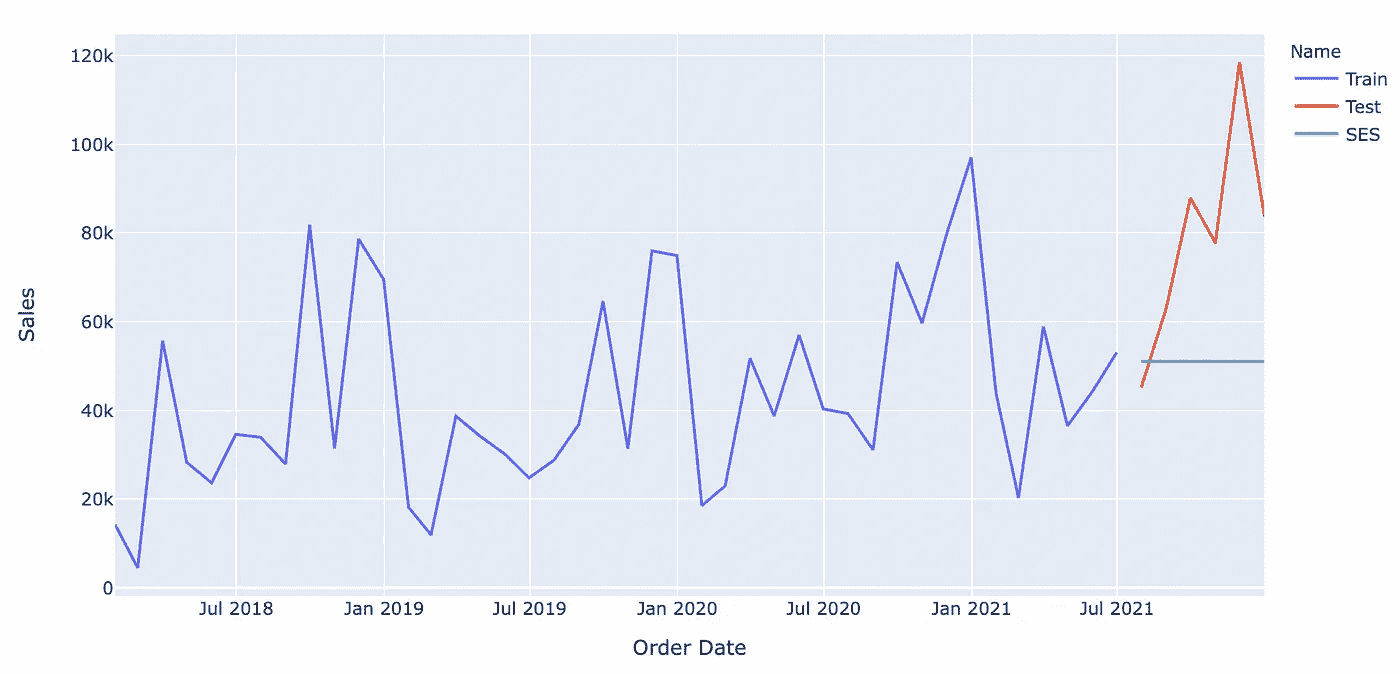 120k
100k
80k
60k
40k
20k
0
Sales
Jul 2018
Jan 2019
Jul 2019
Jan 2020
Jul 2020
Jan 2021
Jul 2021
Order Date
Name
Train
Test
SES